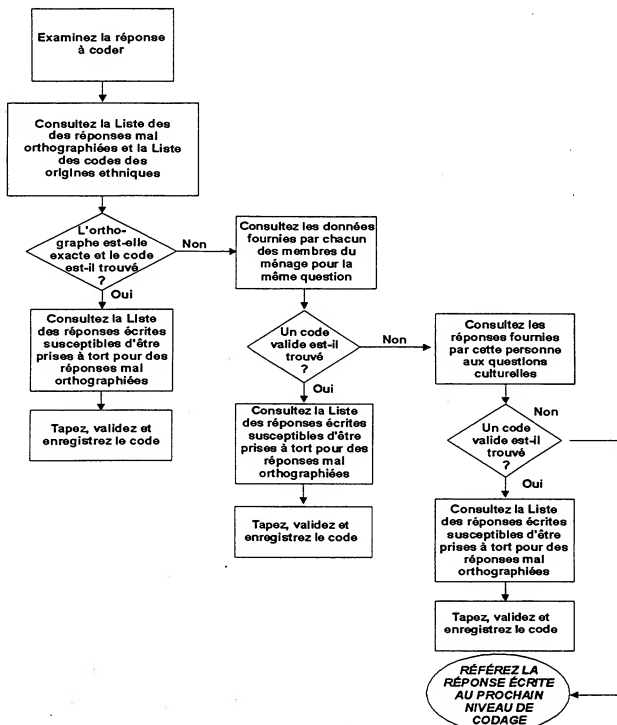 Examinez la réponse
à coder
Consultez la Liste des
des réponses mal
orthographiées et la Liste
des codes des
origines ethniques
L'ortho-
graphe est-elle
exacte et le code
est-il trouvé
?
Non
Oui
Consultez la Liste
des réponses écrites
susceptibles d'être
prises à tort pour des
réponses mal
orthographiées
Tapez, validez et
enregistrez le code
Consultez les données
fournies par chacun
des membres du
ménage pour la
même question
Un code
valide est-il
trouvé
?
Non
Oui
Consultez la Liste
des réponses écrites
susceptibles d'être
prises à tort pour des
réponses mal
orthographiées
Tapez, validez et
enregistrez le code
Consultez les
réponses fournies
par cette personne
aux questions
culturelles
Un code
valide est-il
trouvé
?
Non
Oui
Consultez la Liste
des réponses écrites
susceptibles d'être
prises à tort pour des
réponses mal
orthographiées
Tapez, validez et
enregistrez le code
RÉFÉREZ LA
RÉPONSE ÉCRITE
AU PROCHAIN
NIVEAU DE
CODAGE